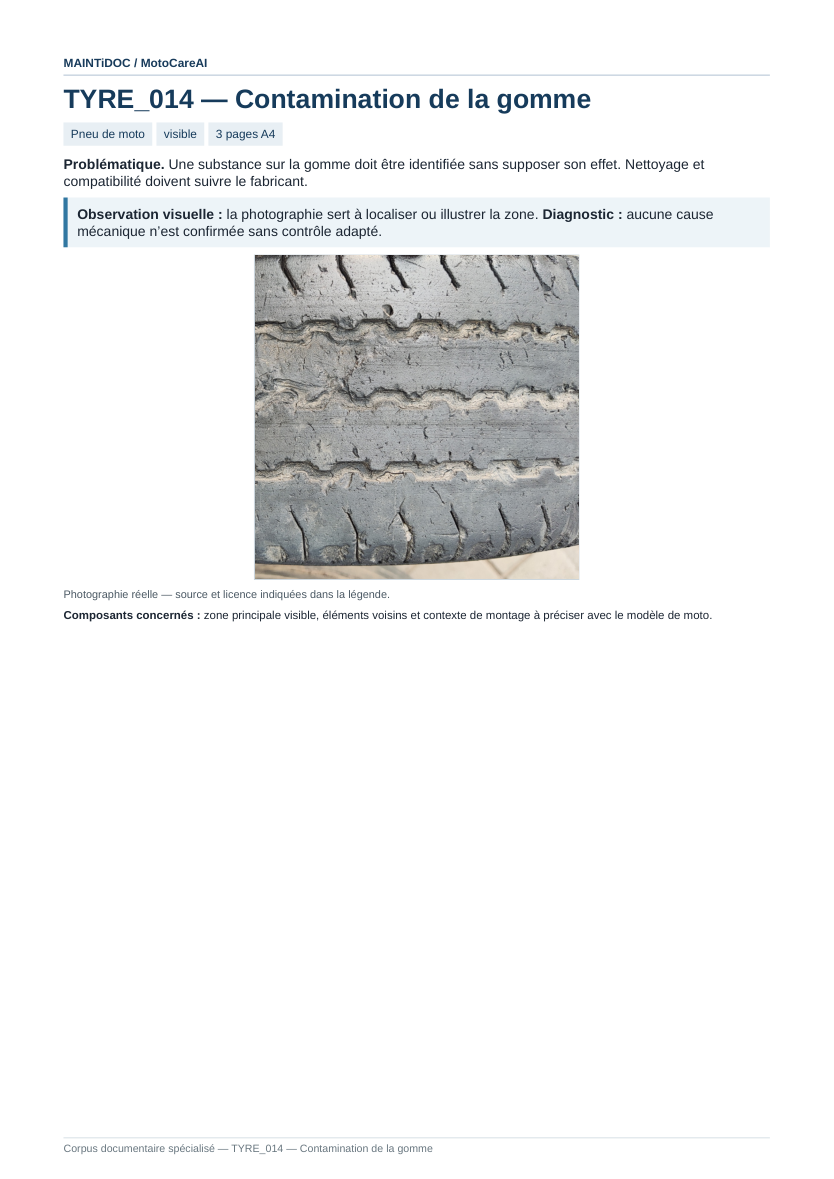 MAINTiDOC / MotoCareAI
TYRE_014 — Contamination de la gomme
Pneu de moto visible 3 pages A4
Problématique. Une substance sur la gomme doit être identifiée sans supposer son effet. Nettoyage et
compatibilité doivent suivre le fabricant.
Observation visuelle : la photographie sert à localiser ou illustrer la zone. Diagnostic : aucune cause
mécanique n’est confirmée sans contrôle adapté.
Photographie réelle — source et licence indiquées dans la légende.
Composants concernés : zone principale visible, éléments voisins et contexte de montage à préciser avec le modèle de moto.
Corpus documentaire spécialisé — TYRE_014 — Contamination de la gomme